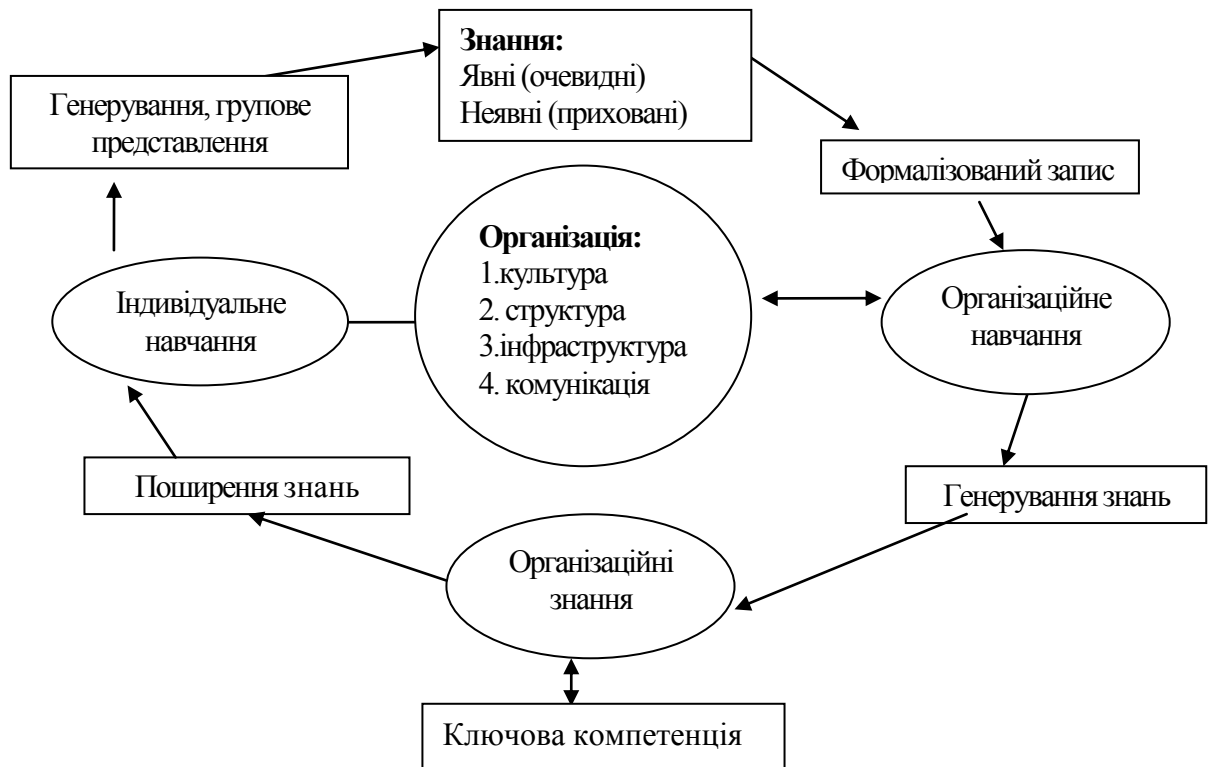 Знання:
Явні (очевидні)
Неявні (приховані)
Генерування, групове
представлення
Формалізований запис
Організація:
1.культура
2. структура
3.інфраструктура
4. комунікація
Індивідуальне
навчання
Організаційне
навчання
Поширення знань
Генерування знань
Організаційні
знання
Ключова компетенція